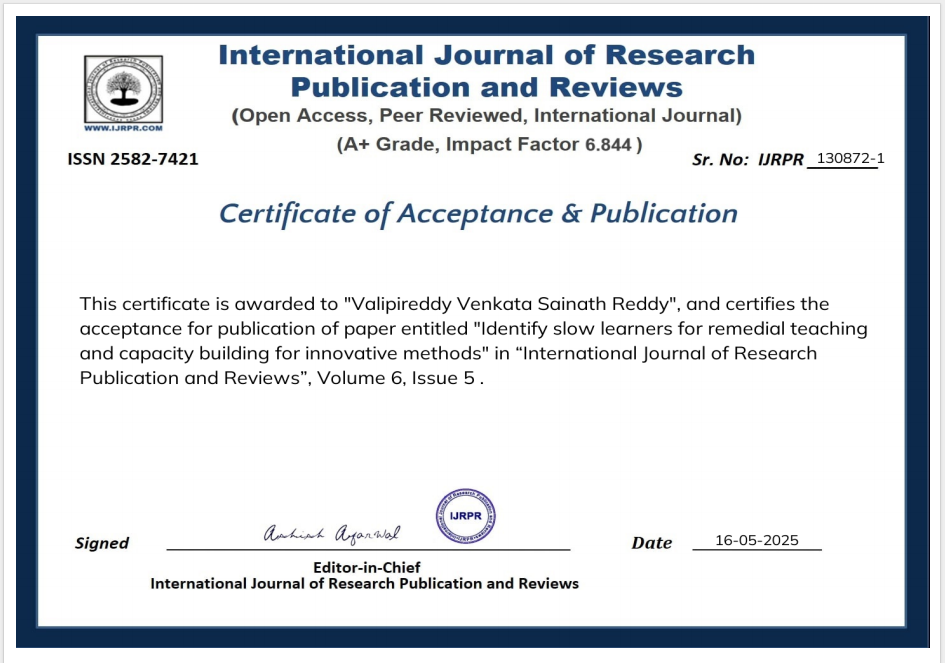 International Journal of Research
Publication and Reviews
(Open Access, Peer Reviewed, International Journal)
(A+ Grade, Impact Factor 6.844 )
WWW.IJRPR.COM
ISSN 2582-7421
Sr. No: IJRPR 130872-1
Certificate of Acceptance & Publication
This certificate is awarded to "Valipireddy Venkata Sainath Reddy", and certifies the
acceptance for publication of paper entitled "Identify slow learners for remedial teaching
and capacity building for innovative methods" in “International Journal of Research
Publication and Reviews”, Volume 6, Issue 5 .
IJRPR
Signed
Ashish Agarwal
Date
16-05-2025
Editor-in-Chief
International Journal of Research Publication and Reviews